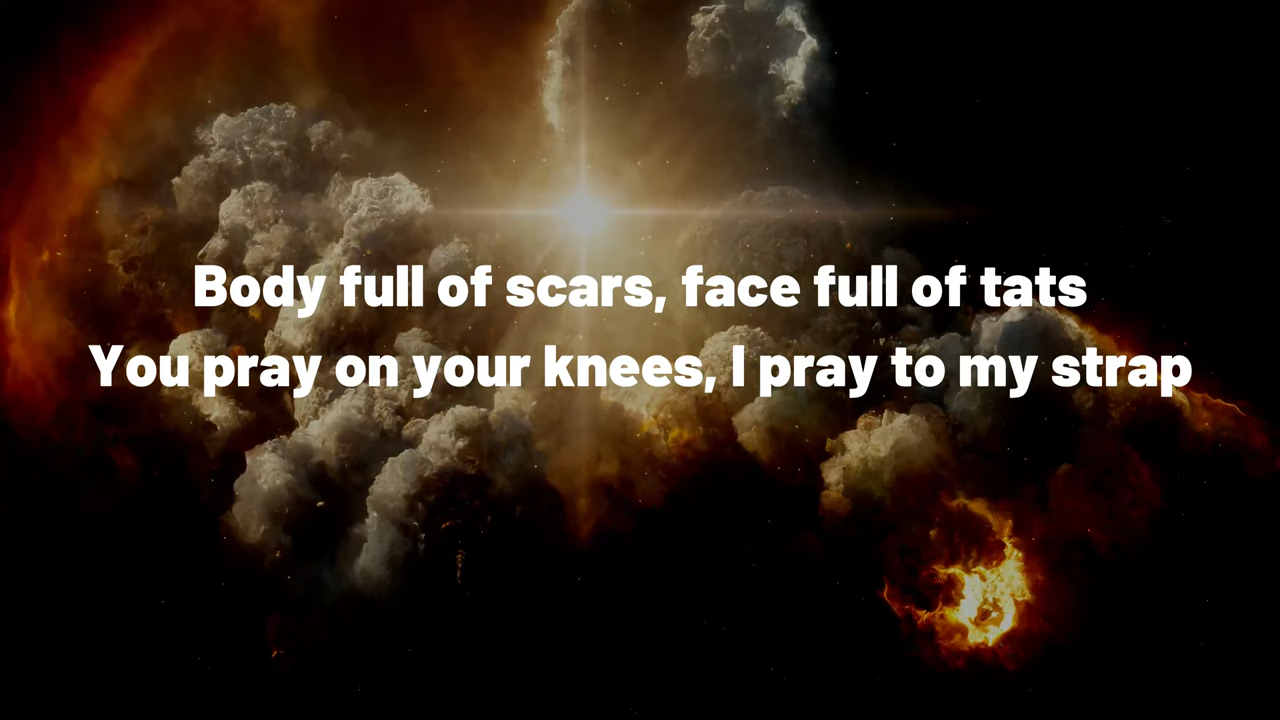 Body full of scars, face full of tats
You pray on your knees, I pray to my strap